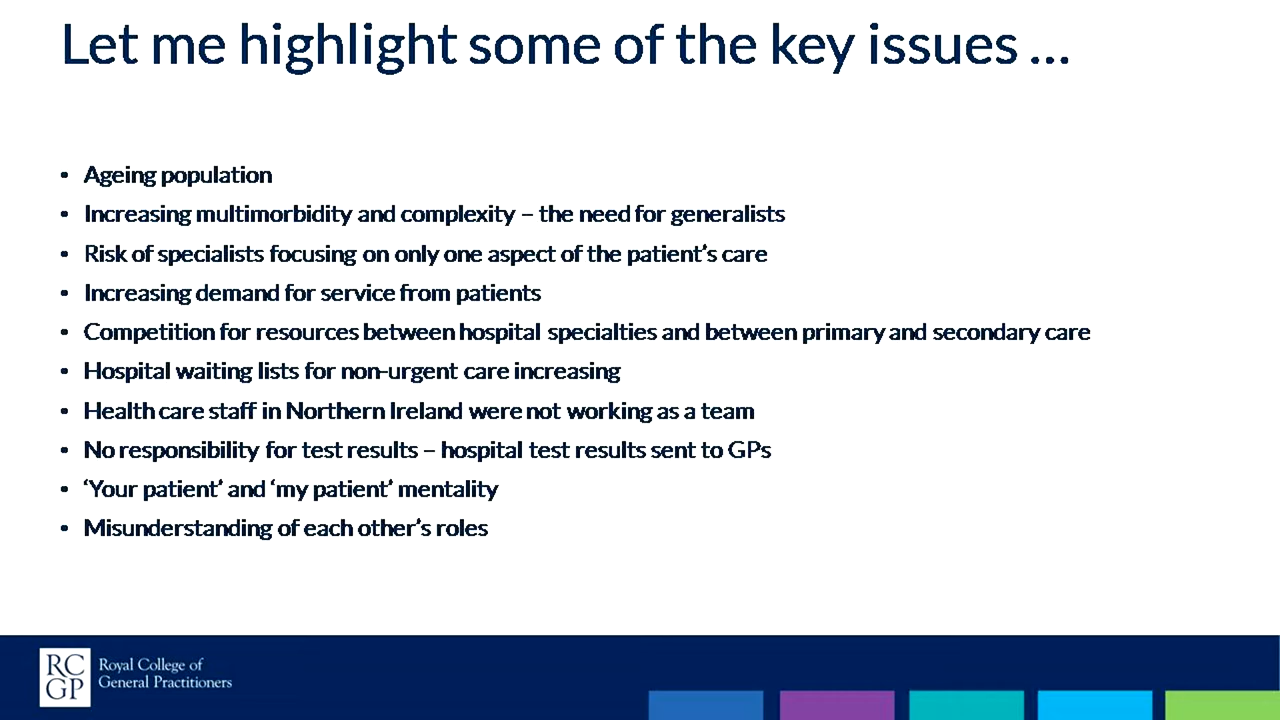 Let me highlight some of the key issues ...
• Ageing population
• Increasing multimorbidity and complexity – the need for generalists
• Risk of specialists focusing on only one aspect of the patient's care
• Increasing demand for service from patients
• Competition for resources between hospital specialties and between primary and secondary care
• Hospital waiting lists for non-urgent care increasing
• Health care staff in Northern Ireland were not working as a team
• No responsibility for test results – hospital test results sent to GPs
• ‘Your patient’ and ‘my patient’ mentality
• Misunderstanding of each other’s roles
RC
GP
Royal College of
General Practitioners